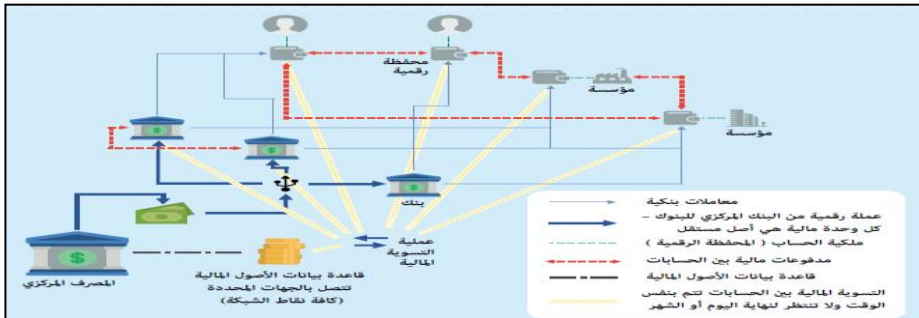 محفظة
رقمية
مؤسسة
مؤسسة
بنك
عملية
التسوية
المالية
المصرف المركزي
قاعدة بيانات الأصول المالية
تتصل بالجهات المحددة
(كافة نقاط الشبكة)
معاملات بنكية
عملة رقمية من البنك المركزي للبنوك –
كل وحدة مالية هي أصل مستقل
ملكية الحساب ( المحفظة الرقمية )
مدفوعات مالية بين الحسابات
قاعدة بيانات الأصول المالية
التسوية المالية بين الحسابات تتم بنفس
الوقت ولا تنتظر لنهاية اليوم أو الشهر